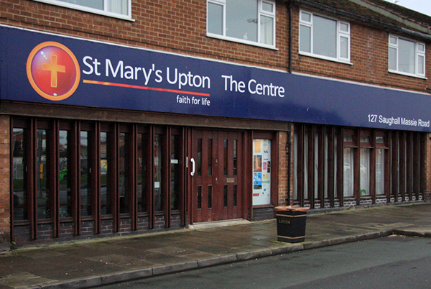 St Mary's Upton The Centre
faith for life
127 Saughall Massie Road